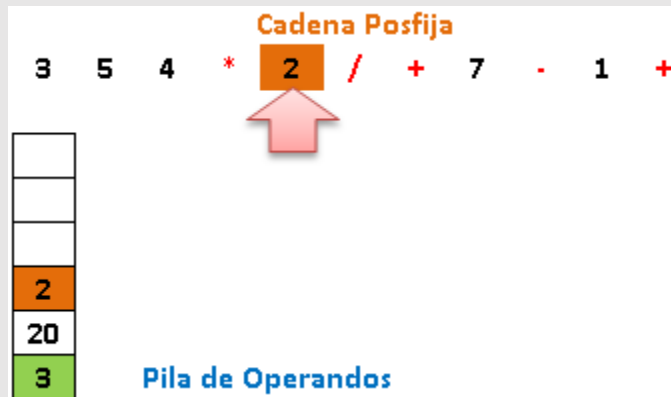 Cadena Posfija
3 5 4 * 2 / + 7 - 1 +
2
20
3 Pila de Operandos